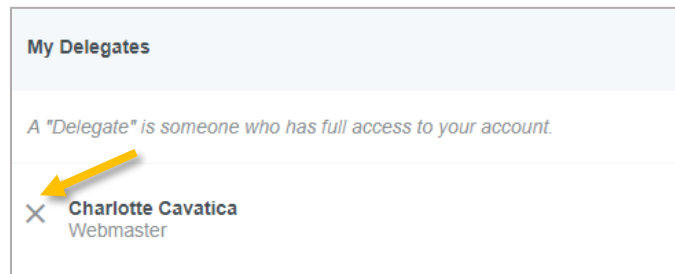 My Delegates
A "Delegate" is someone who has full access to your account.
Charlotte Cavatica
Webmaster